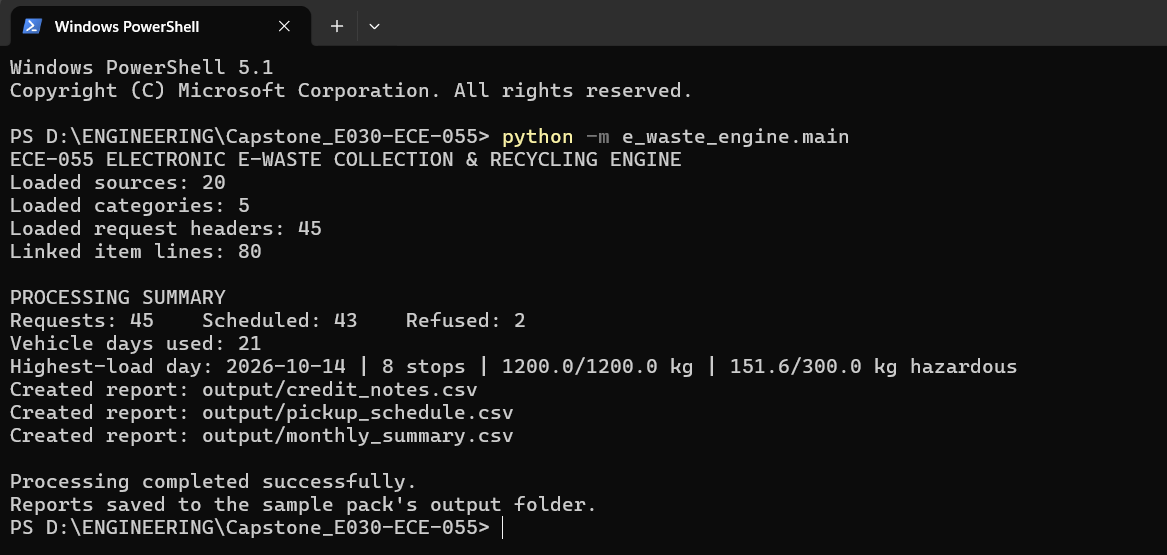 Windows PowerShell
Windows PowerShell 5.1
Copyright (C) Microsoft Corporation. All rights reserved.
PS D:\ENGINEERING\Capstone_E030-ECE-055> python -m e_waste_engine.main
ECE-055 ELECTRONIC E-WASTE COLLECTION & RECYCLING ENGINE
Loaded sources: 20
Loaded categories: 5
Loaded request headers: 45
Linked item lines: 80
PROCESSING SUMMARY
Requests: 45    Scheduled: 43    Refused: 2
Vehicle days used: 21
Highest-load day: 2026-10-14 | 8 stops | 1200.0/1200.0 kg | 151.6/300.0 kg hazardous
Created report: output/credit_notes.csv
Created report: output/pickup_schedule.csv
Created report: output/monthly_summary.csv
Processing completed successfully.
Reports saved to the sample pack's output folder.
PS D:\ENGINEERING\Capstone_E030-ECE-055>